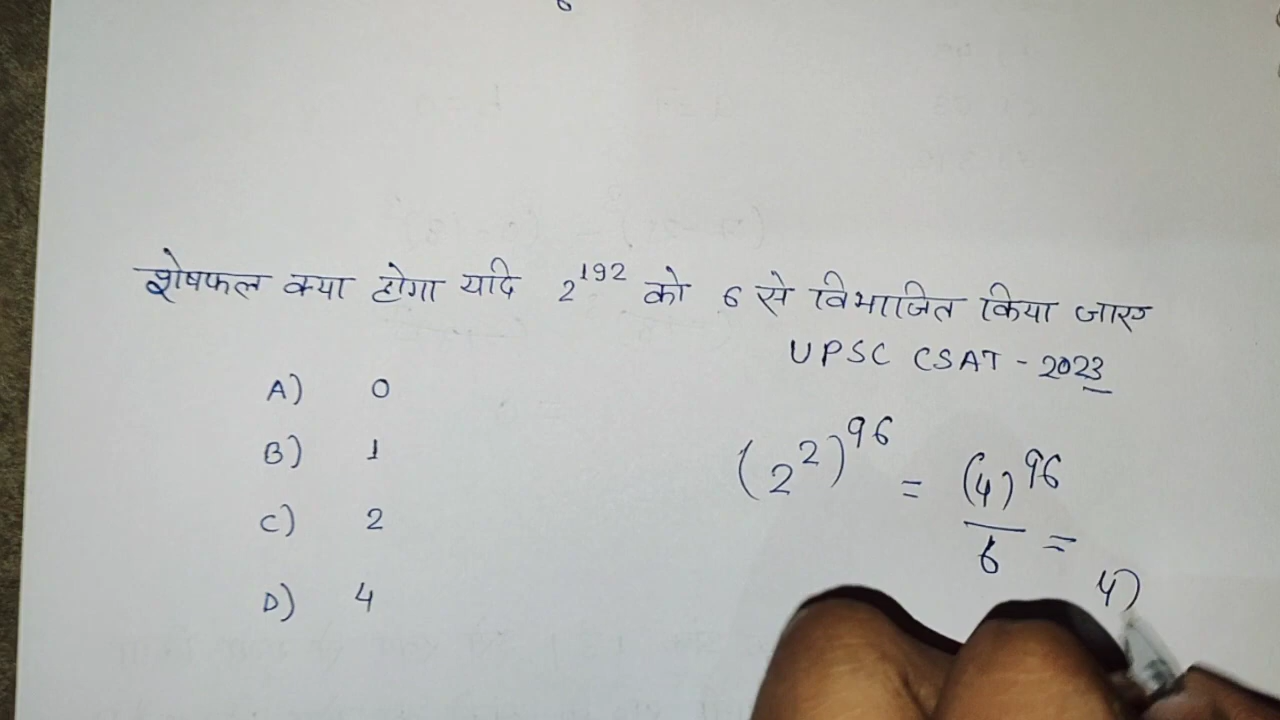 शेषफल क्या होगा यदि 2^192 को 6 से विभाजित किया जाए
UPSC CSAT - 2023
A) 0
B) 1
C) 2
D) 4
(2^2)^96 = (4)^96 / 6 =
4)